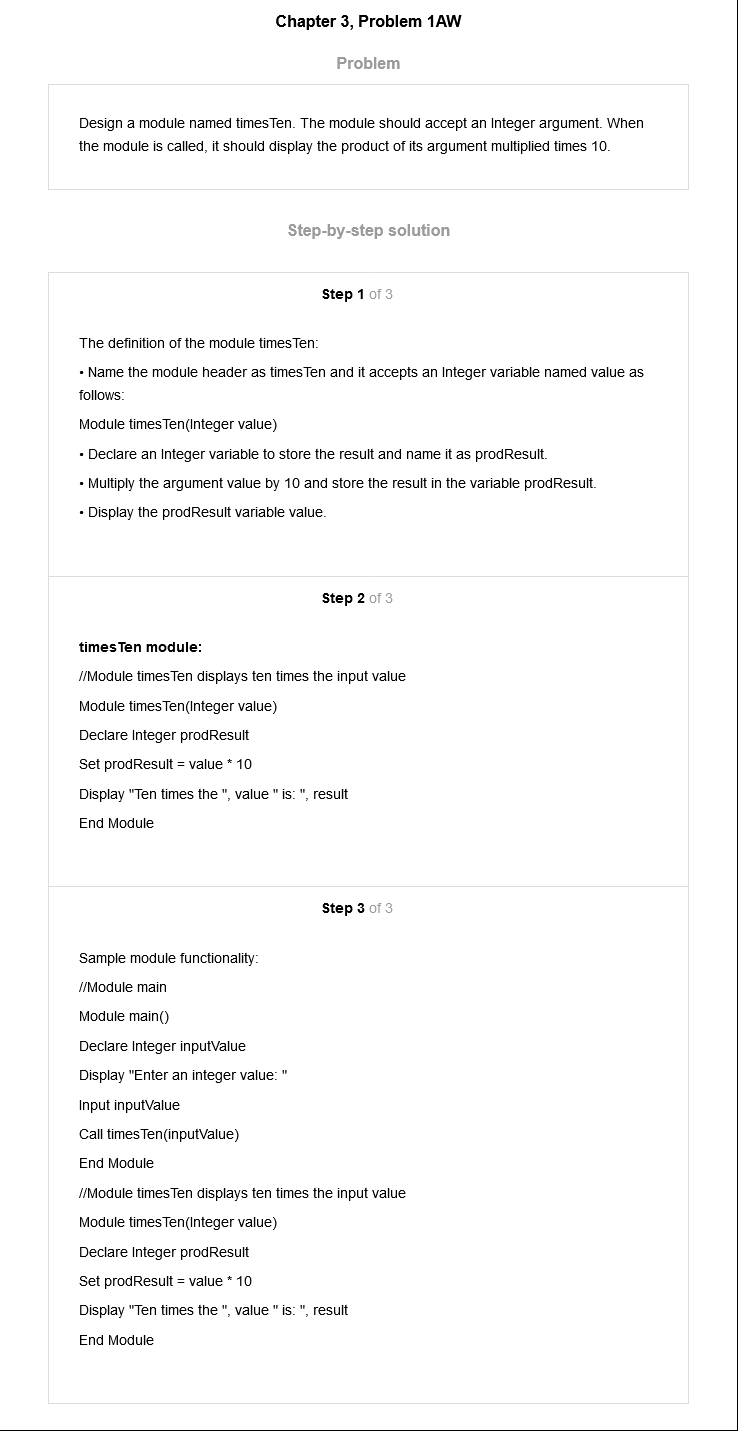 Chapter 3, Problem 1AW
Problem
Design a module named timesTen. The module should accept an Integer argument. When
the module is called, it should display the product of its argument multiplied times 10.
Step-by-step solution
Step 1 of 3
The definition of the module timesTen:
• Name the module header as timesTen and it accepts an Integer variable named value as
follows:
Module timesTen(Integer value)
• Declare an Integer variable to store the result and name it as prodResult.
• Multiply the argument value by 10 and store the result in the variable prodResult.
• Display the prodResult variable value.
Step 2 of 3
timesTen module:
//Module timesTen displays ten times the input value
Module timesTen(Integer value)
Declare Integer prodResult
Set prodResult = value * 10
Display "Ten times the ", value " is: ", result
End Module
Step 3 of 3
Sample module functionality:
//Module main
Module main()
Declare Integer inputValue
Display "Enter an integer value: "
Input inputValue
Call timesTen(inputValue)
End Module
//Module timesTen displays ten times the input value
Module timesTen(Integer value)
Declare Integer prodResult
Set prodResult = value * 10
Display "Ten times the ", value " is: ", result
End Module